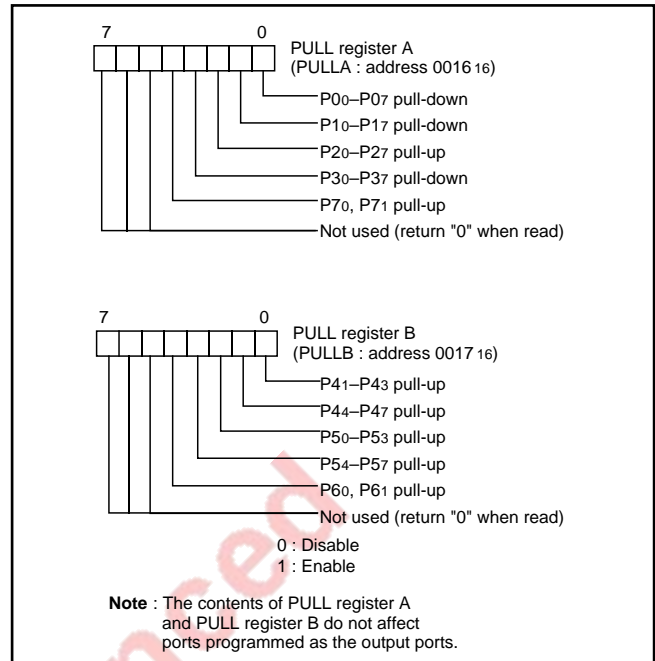 7 0
PULL register A
(PULLA : address 0016 16)
P00–P07 pull-down
P10–P17 pull-down
P20–P27 pull-up
P30–P37 pull-down
P70, P71 pull-up
Not used (return "0" when read)
7 0
PULL register B
(PULLB : address 0017 16)
P41–P43 pull-up
P44–P47 pull-up
P50–P53 pull-up
P54–P57 pull-up
P60, P61 pull-up
Not used (return "0" when read)
0 : Disable
1 : Enable
Note : The contents of PULL register A
and PULL register B do not affect
ports programmed as the output ports.
nced